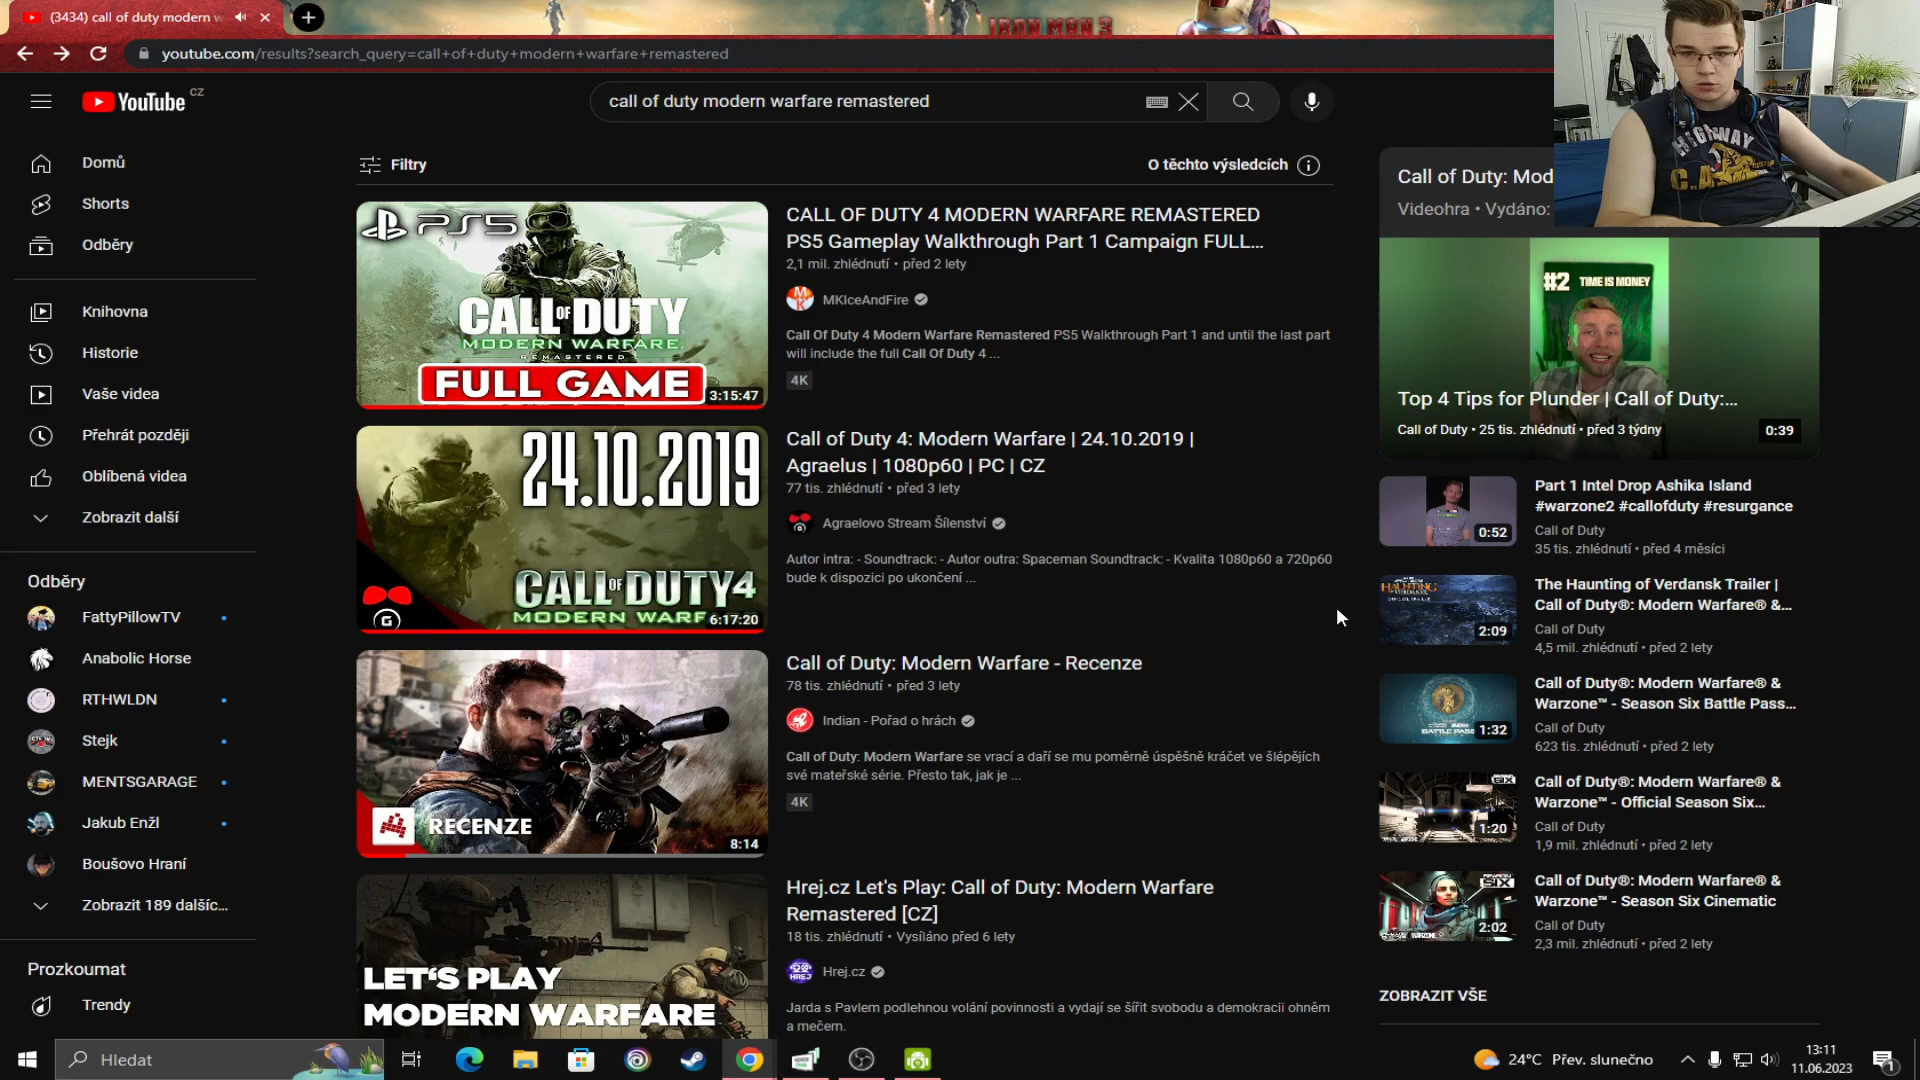 (3434) call of duty modern w
IRON MAN 3
youtube.com/results?search_query=call+of+duty+modern+warfare+remastered
YouTube CZ
call of duty modern warfare remastered
HIGHWAY
Domů
Shorts
Odběry
Knihovna
Historie
Vaše videa
Přehrát později
Oblíbená videa
Zobrazit další
Odběry
FattyPillowTV
Anabolic Horse
RTHWLDN
Stejk
MENTSGARAGE
Jakub Enžl
Boušovo Hraní
Zobrazit 189 dalšíc...
Prozkoumat
Trendy
Filtry
O těchto výsledcích
PS5
CALL OF DUTY
MODERN WARFARE
REMASTERED
FULL GAME
3:15:47
CALL OF DUTY 4 MODERN WARFARE REMASTERED
PS5 Gameplay Walkthrough Part 1 Campaign FULL...
2,1 mil. zhlédnutí • před 2 lety
MKIceAndFire
Call Of Duty 4 Modern Warfare Remastered PS5 Walkthrough Part 1 and until the last part
will include the full Call Of Duty 4 ...
4K
24.10.2019
CALL OF DUTY 4
MODERN WARF
6:17:20
Call of Duty 4: Modern Warfare | 24.10.2019 |
Agraelus | 1080p60 | PC | CZ
77 tis. zhlédnutí • před 3 lety
Agraelovo Stream Šílenství
Autor intra: - Soundtrack: - Autor outra: Spaceman Soundtrack: - Kvalita 1080p60 a 720p60
bude k dispozici po ukončení ...
RECENZE
8:14
Call of Duty: Modern Warfare - Recenze
78 tis. zhlédnutí • před 3 lety
Indian - Pořad o hrách
Call of Duty: Modern Warfare se vrací a daří se mu poměrně úspěšně kráčet ve šlépějích
své mateřské série. Přesto tak, jak je ...
4K
LET'S PLAY
MODERN WARFARE
Hrej.cz Let's Play: Call of Duty: Modern Warfare
Remastered [CZ]
18 tis. zhlédnutí • Vysíláno před 6 lety
Hrej.cz
Jarda s Pavlem podlehnou volání povinnosti a vydají se šířit svobodu a demokracii ohněm
a mečem.
Call of Duty: Mod
Videohra • Vydáno:
#2 TIME IS MONEY
Top 4 Tips for Plunder | Call of Duty:...
Call of Duty • 25 tis. zhlédnutí • před 3 týdny
0:39
Part 1 Intel Drop Ashika Island
#warzone2 #callofduty #resurgance
Call of Duty
35 tis. zhlédnutí • před 4 měsíci
0:52
The Haunting of Verdansk Trailer |
Call of Duty®: Modern Warfare® &...
Call of Duty
4,5 mil. zhlédnutí • před 2 lety
HAUNTING
2:09
Call of Duty®: Modern Warfare® &
Warzone™ - Season Six Battle Pass...
Call of Duty
623 tis. zhlédnutí • před 2 lety
BATTLE PASS
1:32
Call of Duty®: Modern Warfare® &
Warzone™ - Official Season Six...
Call of Duty
1,9 mil. zhlédnutí • před 2 lety
SIX
1:20
Call of Duty®: Modern Warfare® &
Warzone™ - Season Six Cinematic
Call of Duty
2,3 mil. zhlédnutí • před 2 lety
SIX
2:02
ZOBRAZIT VŠE
Hledat
24°C Přev. slunečno
13:11
11.06.2023
1